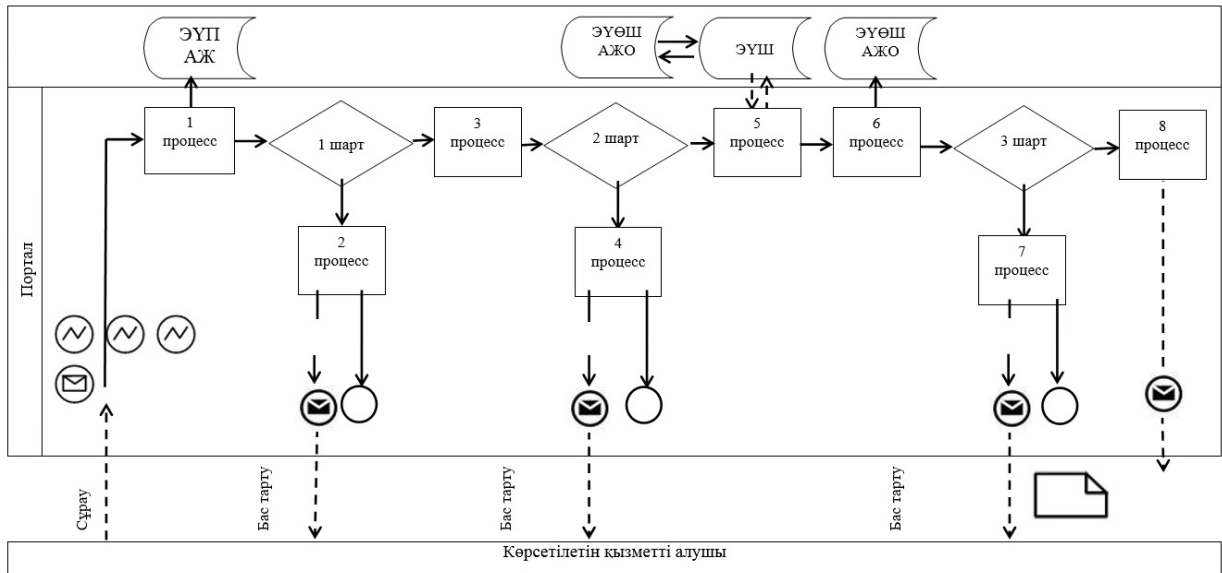 ЭҮП
АЖ
ЭҮӨШ
АЖО
ЭҮШ
ЭҮӨШ
АЖО
1
процесс
1 шарт
3
процесс
2 шарт
5
процесс
6
процесс
3 шарт
8
процесс
2
процесс
4
процесс
7
процесс
Портал
Сұрау
Бас тарту
Бас тарту
Бас тарту
Көрсетілетін қызметті алушы